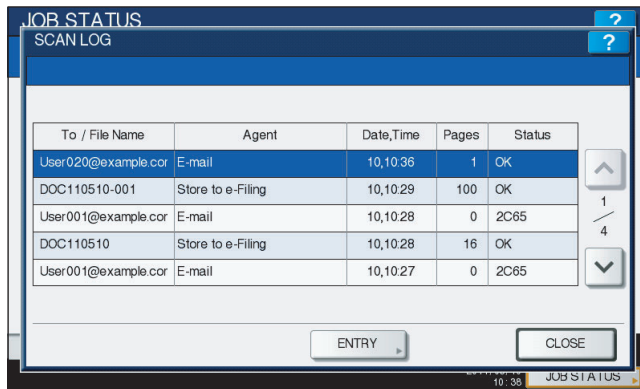 JOB STATUS ?
SCAN LOG ?
To / File Name Agent Date,Time Pages Status
User020@example.cor E-mail 10,10:36 1 OK
DOC110510-001 Store to e-Filing 10,10:29 100 OK
User001@example.cor E-mail 10,10:28 0 2C65
DOC110510 Store to e-Filing 10,10:28 16 OK
User001@example.cor E-mail 10,10:27 0 2C65
1
4
ENTRY CLOSE
10:38 JOB STATUS